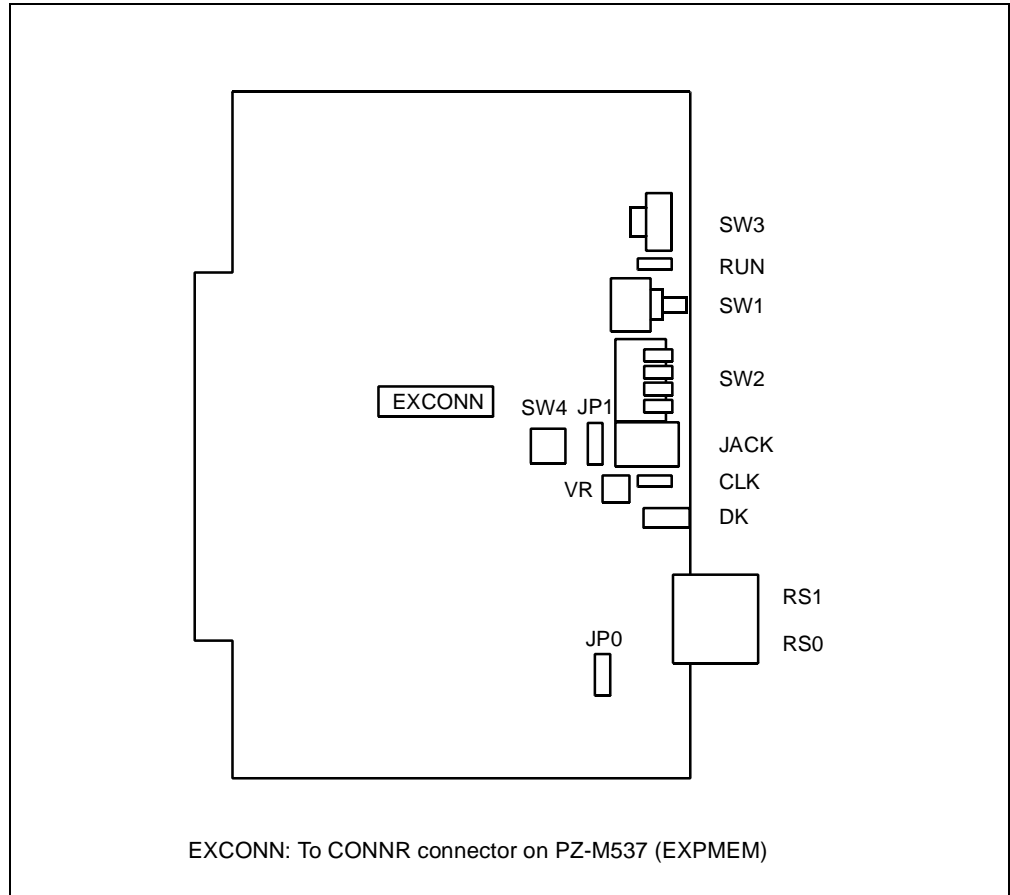 SW3
RUN
SW1
SW2
EXCONN
SW4 JP1
JACK
CLK
VR
DK
RS1
JP0
RS0
EXCONN: To CONNR connector on PZ-M537 (EXPMEM)